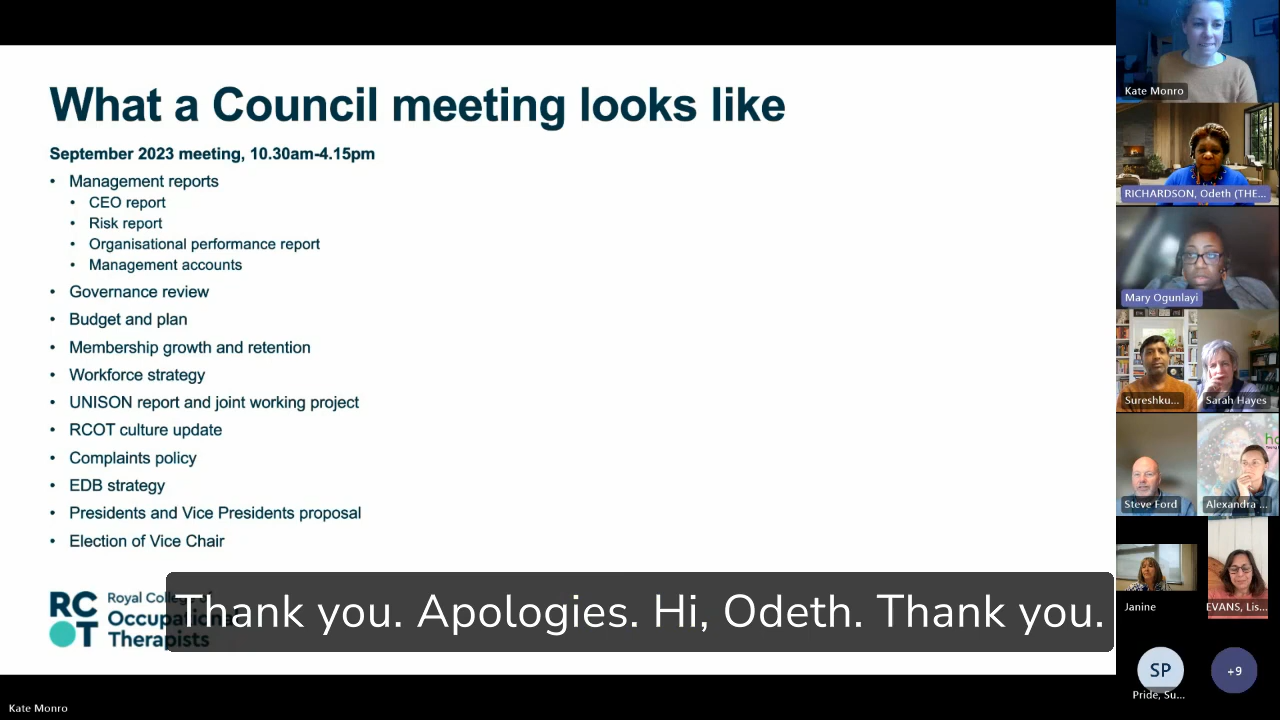 What a Council meeting looks like
September 2023 meeting, 10.30am-4.15pm
• Management reports
• CEO report
• Risk report
• Organisational performance report
• Management accounts
• Governance review
• Budget and plan
• Membership growth and retention
• Workforce strategy
• UNISON report and joint working project
• RCOT culture update
• Complaints policy
• EDB strategy
• Presidents and Vice Presidents proposal
• Election of Vice Chair
RCOT
Royal College of
Occupational
Therapists
Thank you. Apologies. Hi, Odeth. Thank you.
Kate Monro
Kate Monro
RICHARDSON, Odeth (THE...
Mary Ogunlayi
Sureshku...
Sarah Hayes
Steve Ford
Alexandra ...
Janine
EVANS, Lis...
SP
Pride, Su...
+9